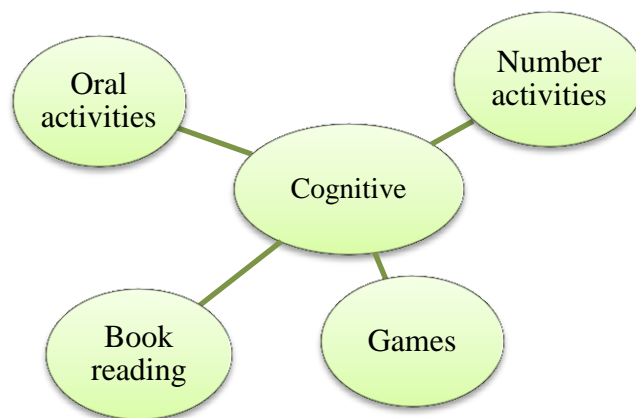 Oral
activities
Number
activities
Cognitive
Book
reading
Games